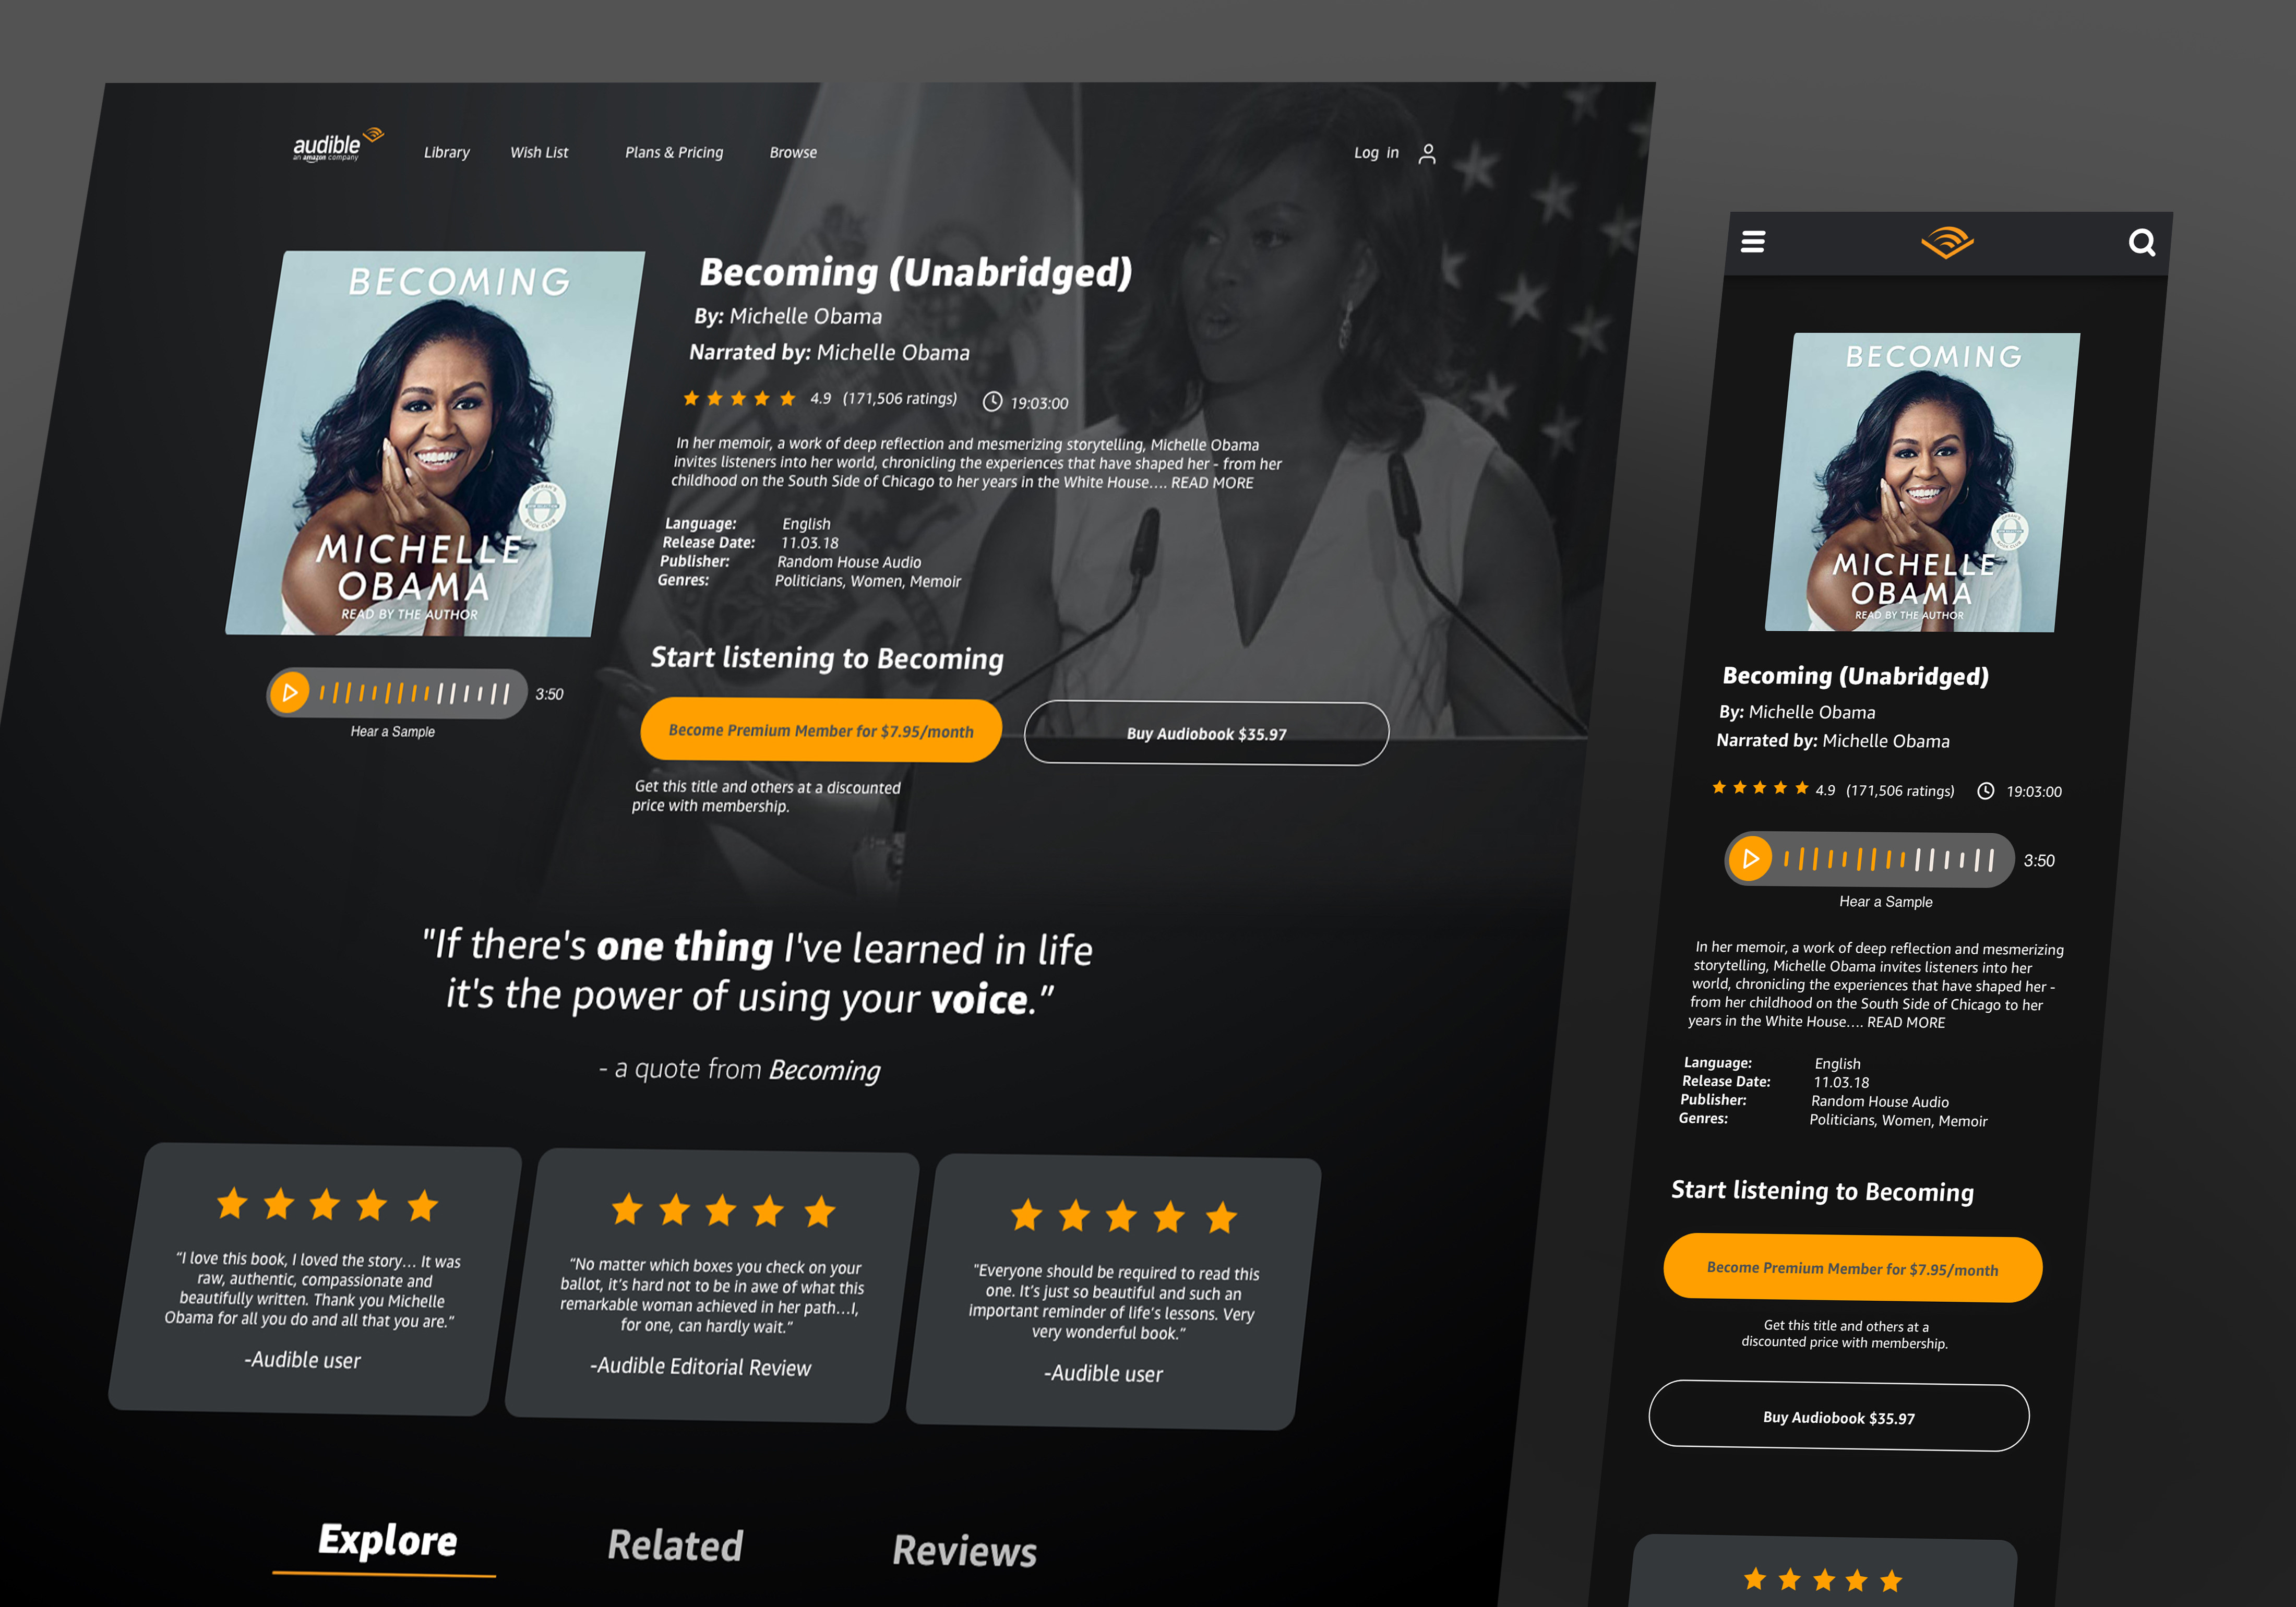 audible
an amazon company
Library
Wish List
Plans & Pricing
Browse
Log in
BECOMING
MICHELLE
OBAMA
READ BY THE AUTHOR
3:50
Hear a Sample
Becoming (Unabridged)
By: Michelle Obama
Narrated by: Michelle Obama
4.9 (171,506 ratings) 19:03:00
In her memoir, a work of deep reflection and mesmerizing storytelling, Michelle Obama
invites listeners into her world, chronicling the experiences that have shaped her - from her
childhood on the South Side of Chicago to her years in the White House.... READ MORE
Language: English
Release Date: 11.03.18
Publisher: Random House Audio
Genres: Politicians, Women, Memoir
Start listening to Becoming
Become Premium Member for $7.95/month
Buy Audiobook $35.97
Get this title and others at a discounted
price with membership.
"If there's one thing I've learned in life
it's the power of using your voice.”
- a quote from Becoming
“I love this book, I loved the story... It was
raw, authentic, compassionate and
beautifully written. Thank you Michelle
Obama for all you do and all that you are.”
-Audible user
“No matter which boxes you check on your
ballot, it’s hard not to be in awe of what this
remarkable woman achieved in her path...I,
for one, can hardly wait.”
-Audible Editorial Review
"Everyone should be required to read this
one. It’s just so beautiful and such an
important reminder of life’s lessons. Very
very wonderful book.”
-Audible user
Explore
Related
Reviews
BECOMING
MICHELLE
OBAMA
READ BY THE AUTHOR
Becoming (Unabridged)
By: Michelle Obama
Narrated by: Michelle Obama
4.9 (171,506 ratings) 19:03:00
3:50
Hear a Sample
In her memoir, a work of deep reflection and mesmerizing
storytelling, Michelle Obama invites listeners into her
world, chronicling the experiences that have shaped her -
from her childhood on the South Side of Chicago to her
years in the White House.... READ MORE
Language: English
Release Date: 11.03.18
Publisher: Random House Audio
Genres: Politicians, Women, Memoir
Start listening to Becoming
Become Premium Member for $7.95/month
Get this title and others at a
discounted price with membership.
Buy Audiobook $35.97